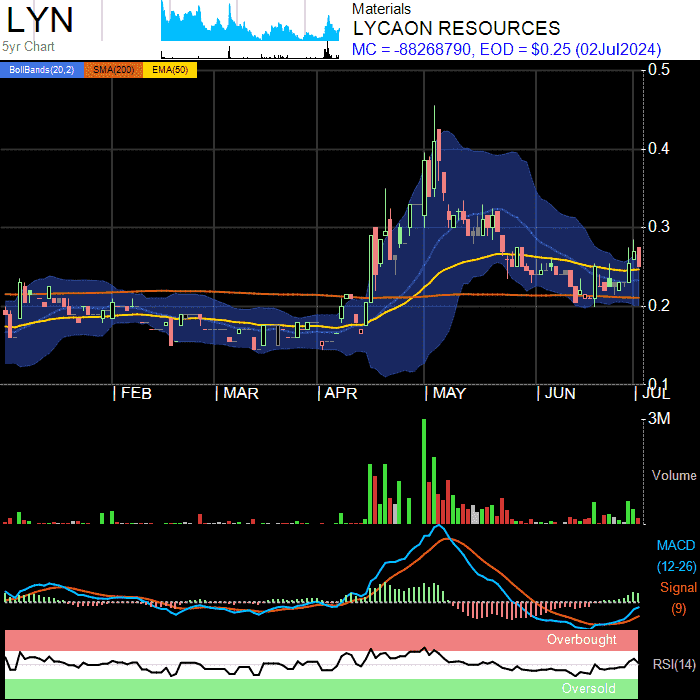 LYN
5yr Chart
Materials
LYCAON RESOURCES
MC = -88268790, EOD = $0.25 (02Jul2024)
BollBands(20,2) SMA(200) EMA(50)
0.5
0.4
0.3
0.2
0.1
FEB MAR APR MAY JUN JUL
3M
Volume
MACD
(12-26)
Signal
(9)
Overbought
RSI(14)
Oversold